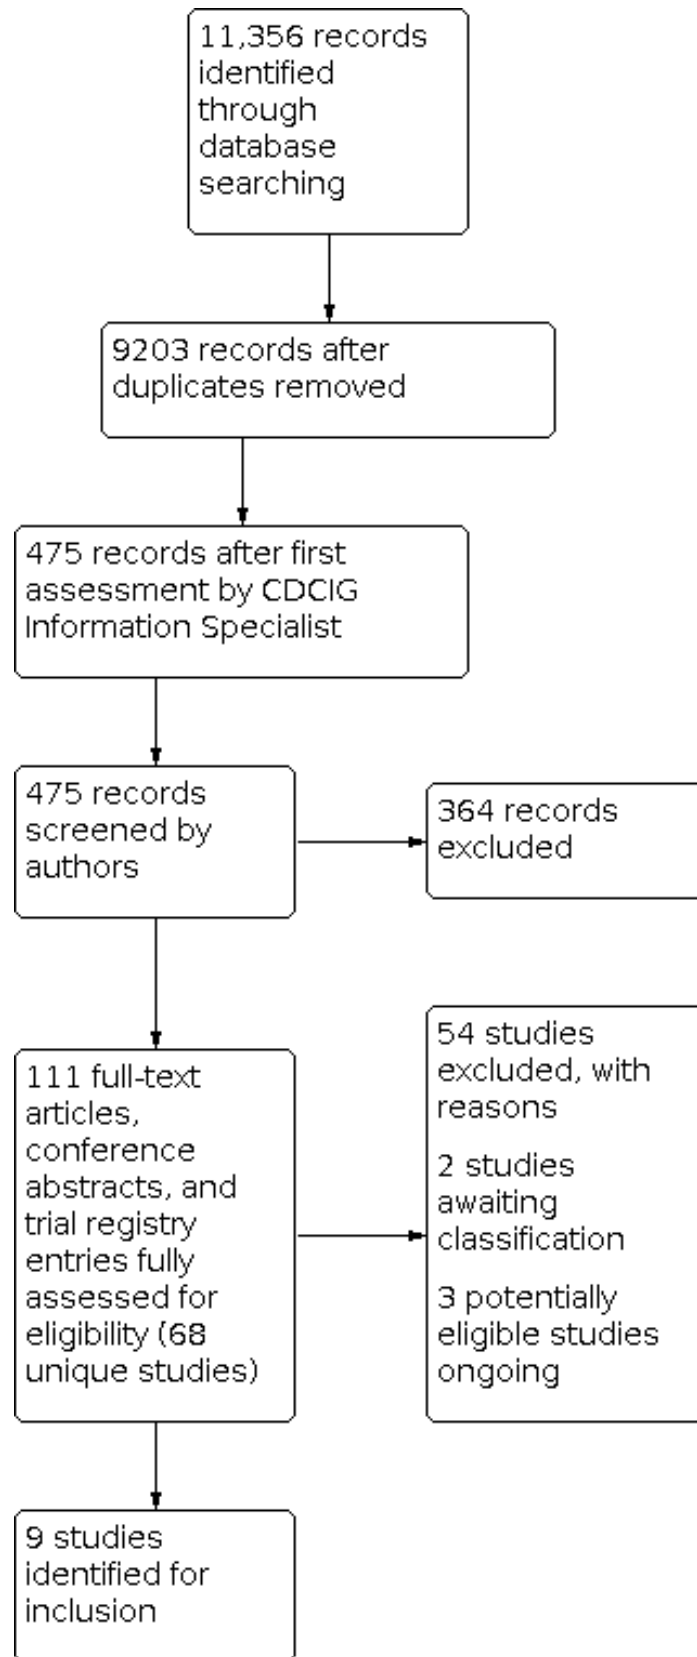 11,356 records
identified
through
database
searching
9203 records after
duplicates removed
475 records after first
assessment by CDCIG
Information Specialist
475 records
screened by
authors
364 records
excluded
111 full-text
articles,
conference
abstracts, and
trial registry
entries fully
assessed for
eligibility (68
unique studies)
54 studies
excluded, with
reasons
2 studies
awaiting
classification
3 potentially
eligible studies
ongoing
9 studies
identified for
inclusion